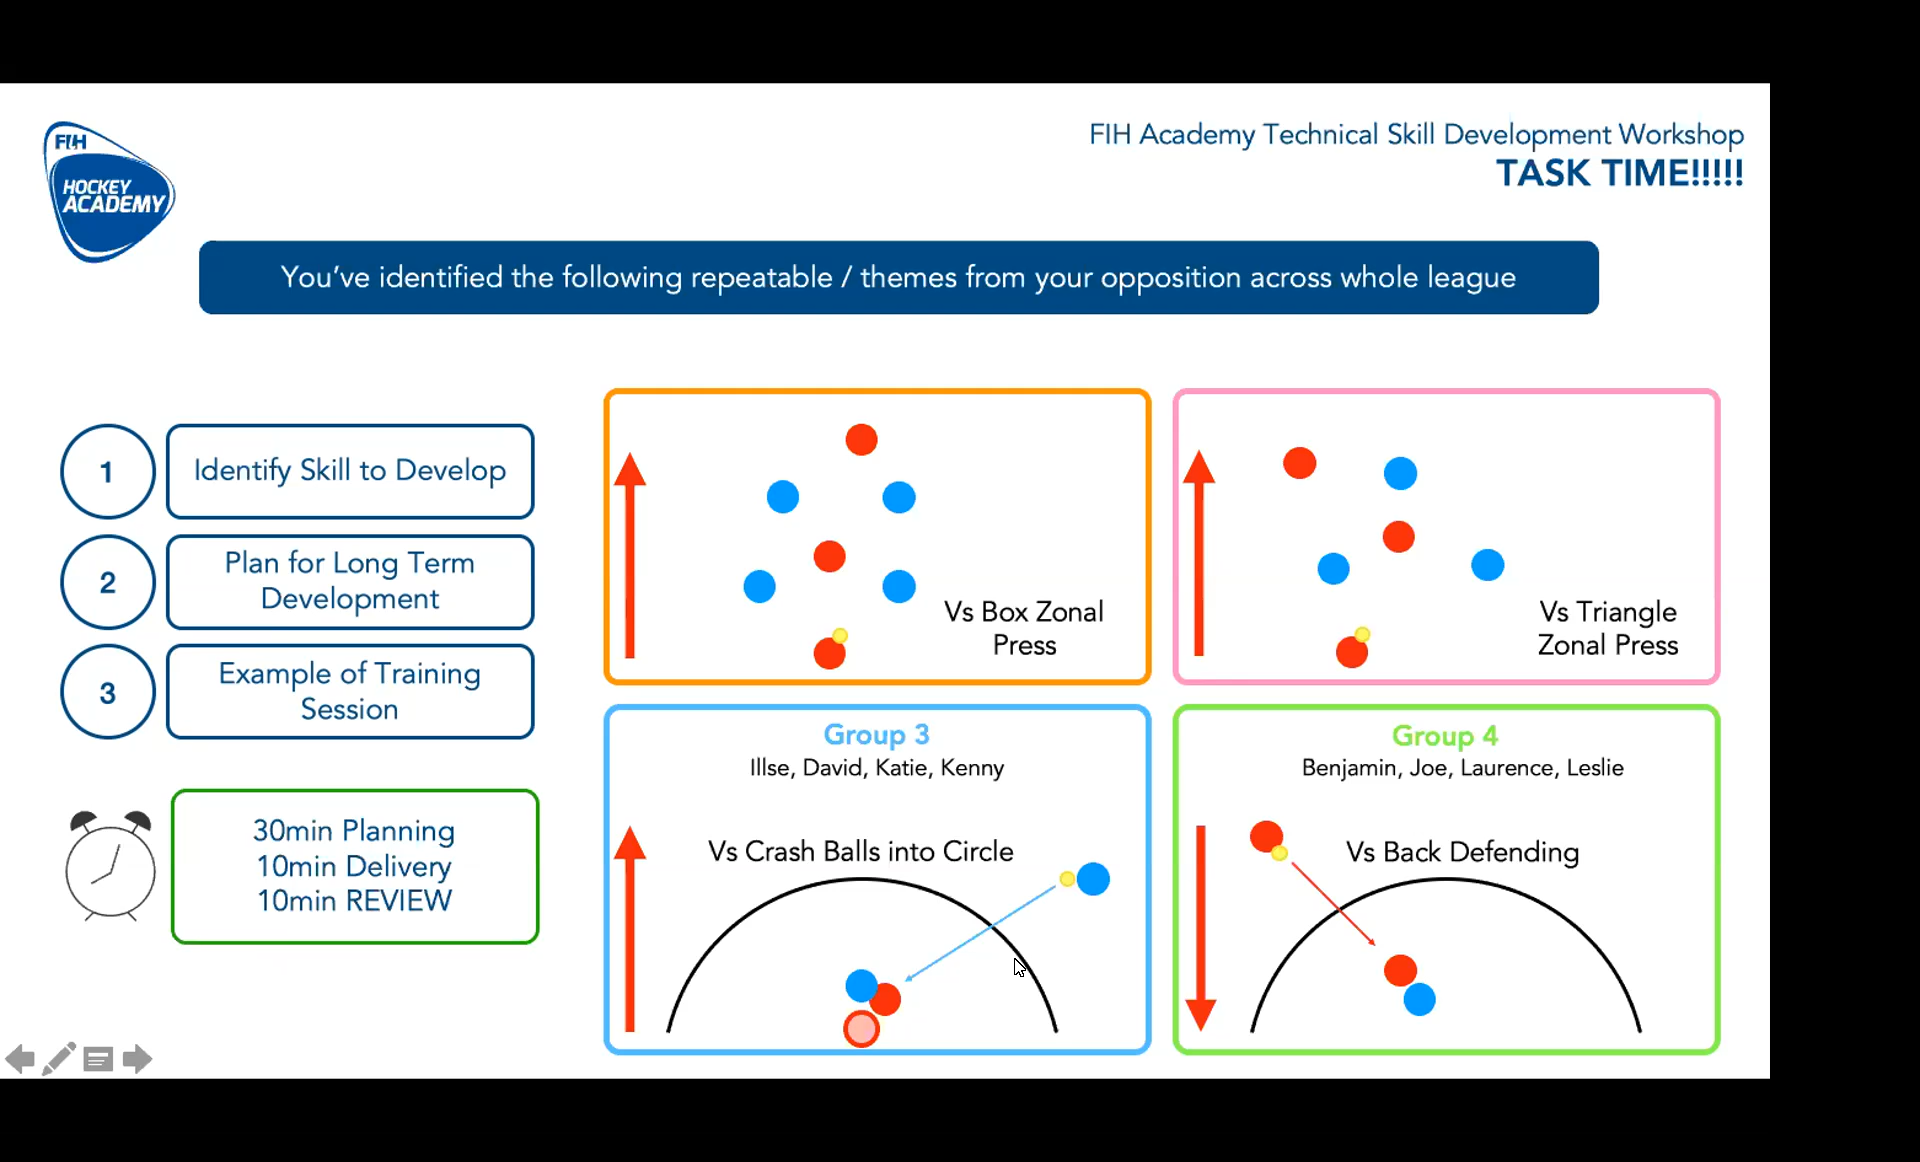 FIH
HOCKEY
ACADEMY
FIH Academy Technical Skill Development Workshop
TASK TIME!!!!!
You've identified the following repeatable / themes from your opposition across whole league
1
Identify Skill to Develop
2
Plan for Long Term
Development
3
Example of Training
Session
30min Planning
10min Delivery
10min REVIEW
Vs Box Zonal
Press
Vs Triangle
Zonal Press
Group 3
Illse, David, Katie, Kenny
Vs Crash Balls into Circle
Group 4
Benjamin, Joe, Laurence, Leslie
Vs Back Defending